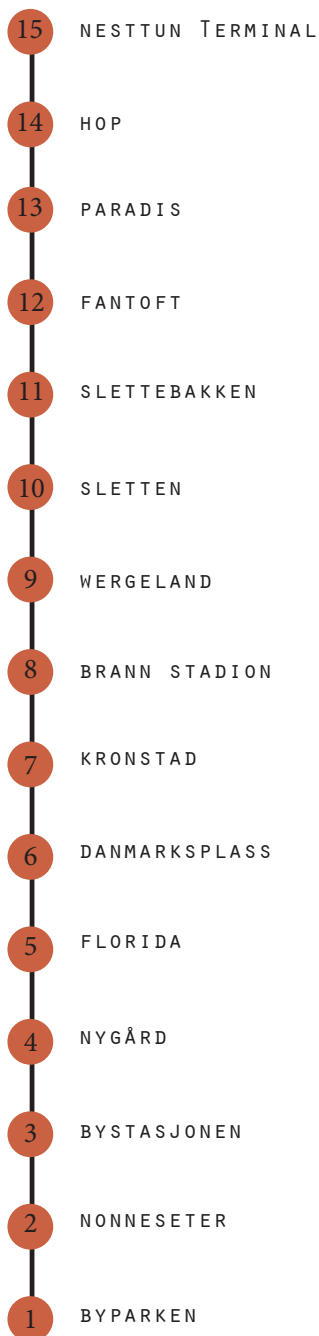 15 NESTTUN TERMINAL
14 HOP
13 PARADIS
12 FANTOFT
11 SLETTEBAKKEN
10 SLETTEN
9 WERGELAND
8 BRANN STADION
7 KRONSTAD
6 DANMARKSPLASS
5 FLORIDA
4 NYGÅRD
3 BYSTASJONEN
2 NONNESETER
1 BYPARKEN